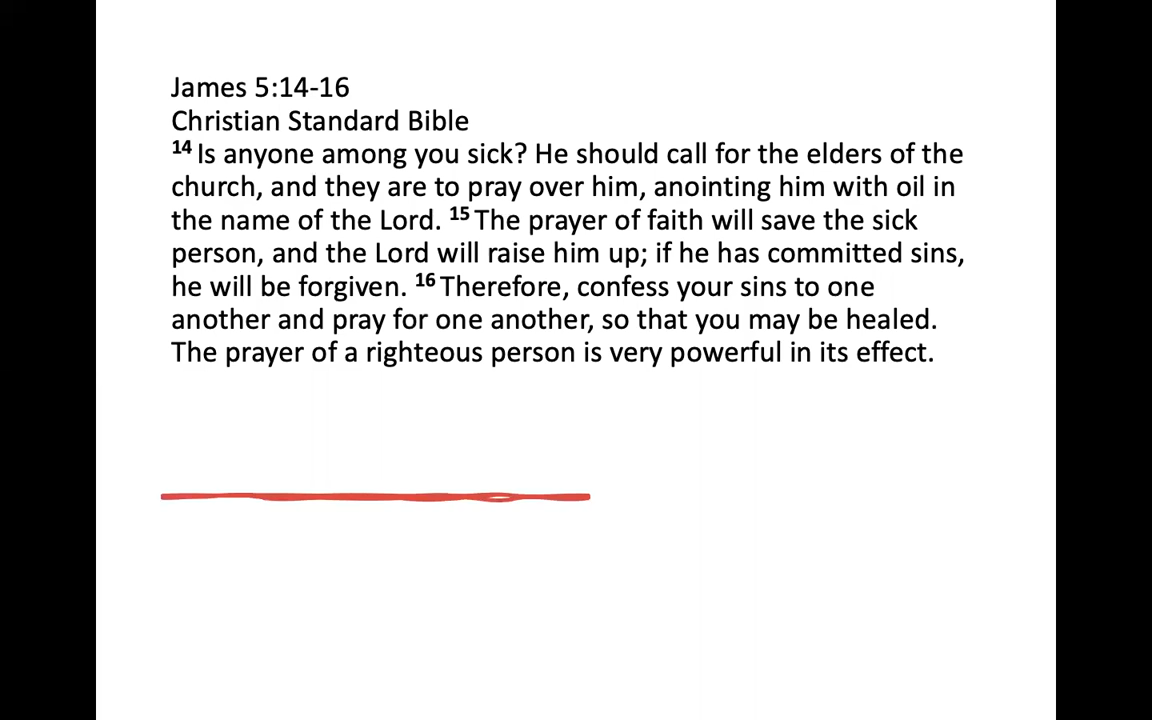 James 5:14-16
Christian Standard Bible
14 Is anyone among you sick? He should call for the elders of the
church, and they are to pray over him, anointing him with oil in
the name of the Lord. 15 The prayer of faith will save the sick
person, and the Lord will raise him up; if he has committed sins,
he will be forgiven. 16 Therefore, confess your sins to one
another and pray for one another, so that you may be healed.
The prayer of a righteous person is very powerful in its effect.